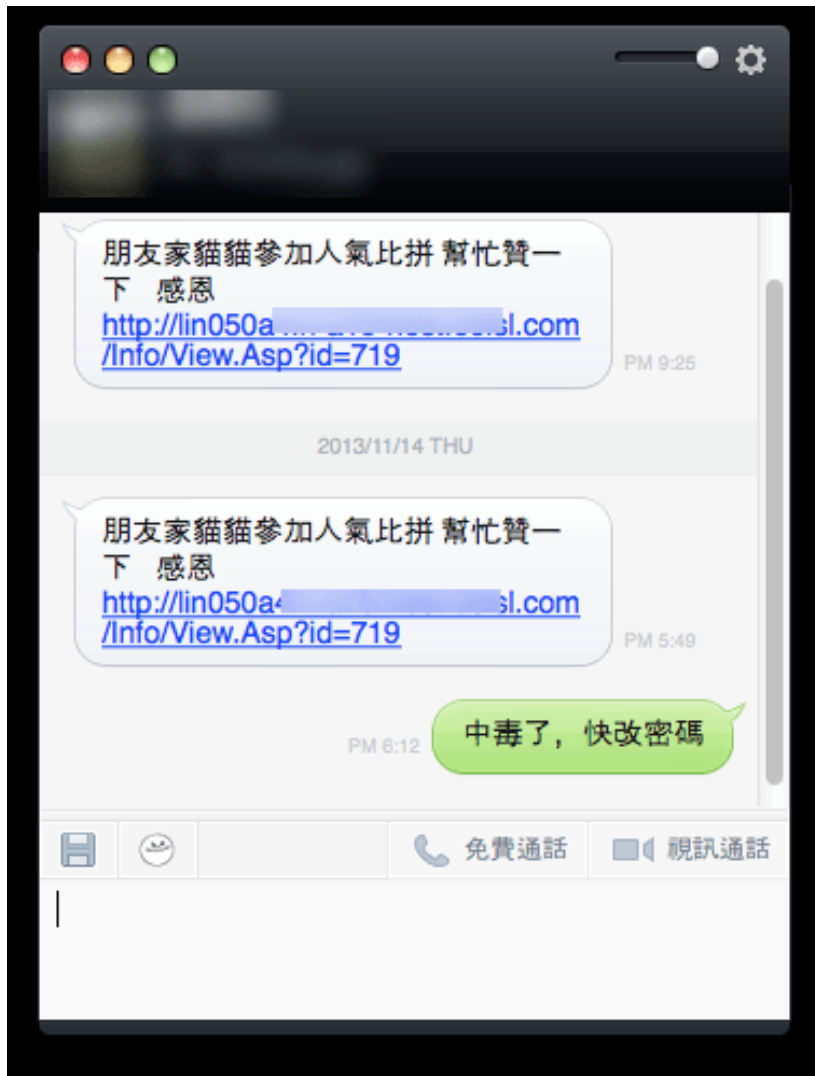 朋友家貓貓參加人氣比拼 幫忙贊一
下 感恩
http://lin050a sl.com
/Info/View.Asp?id=719
PM 9:25
2013/11/14 THU
朋友家貓貓參加人氣比拼 幫忙贊一
下 感恩
http://lin050a sl.com
/Info/View.Asp?id=719
PM 5:49
中毒了，快改密碼
PM 6:12
免費通話
視訊通話